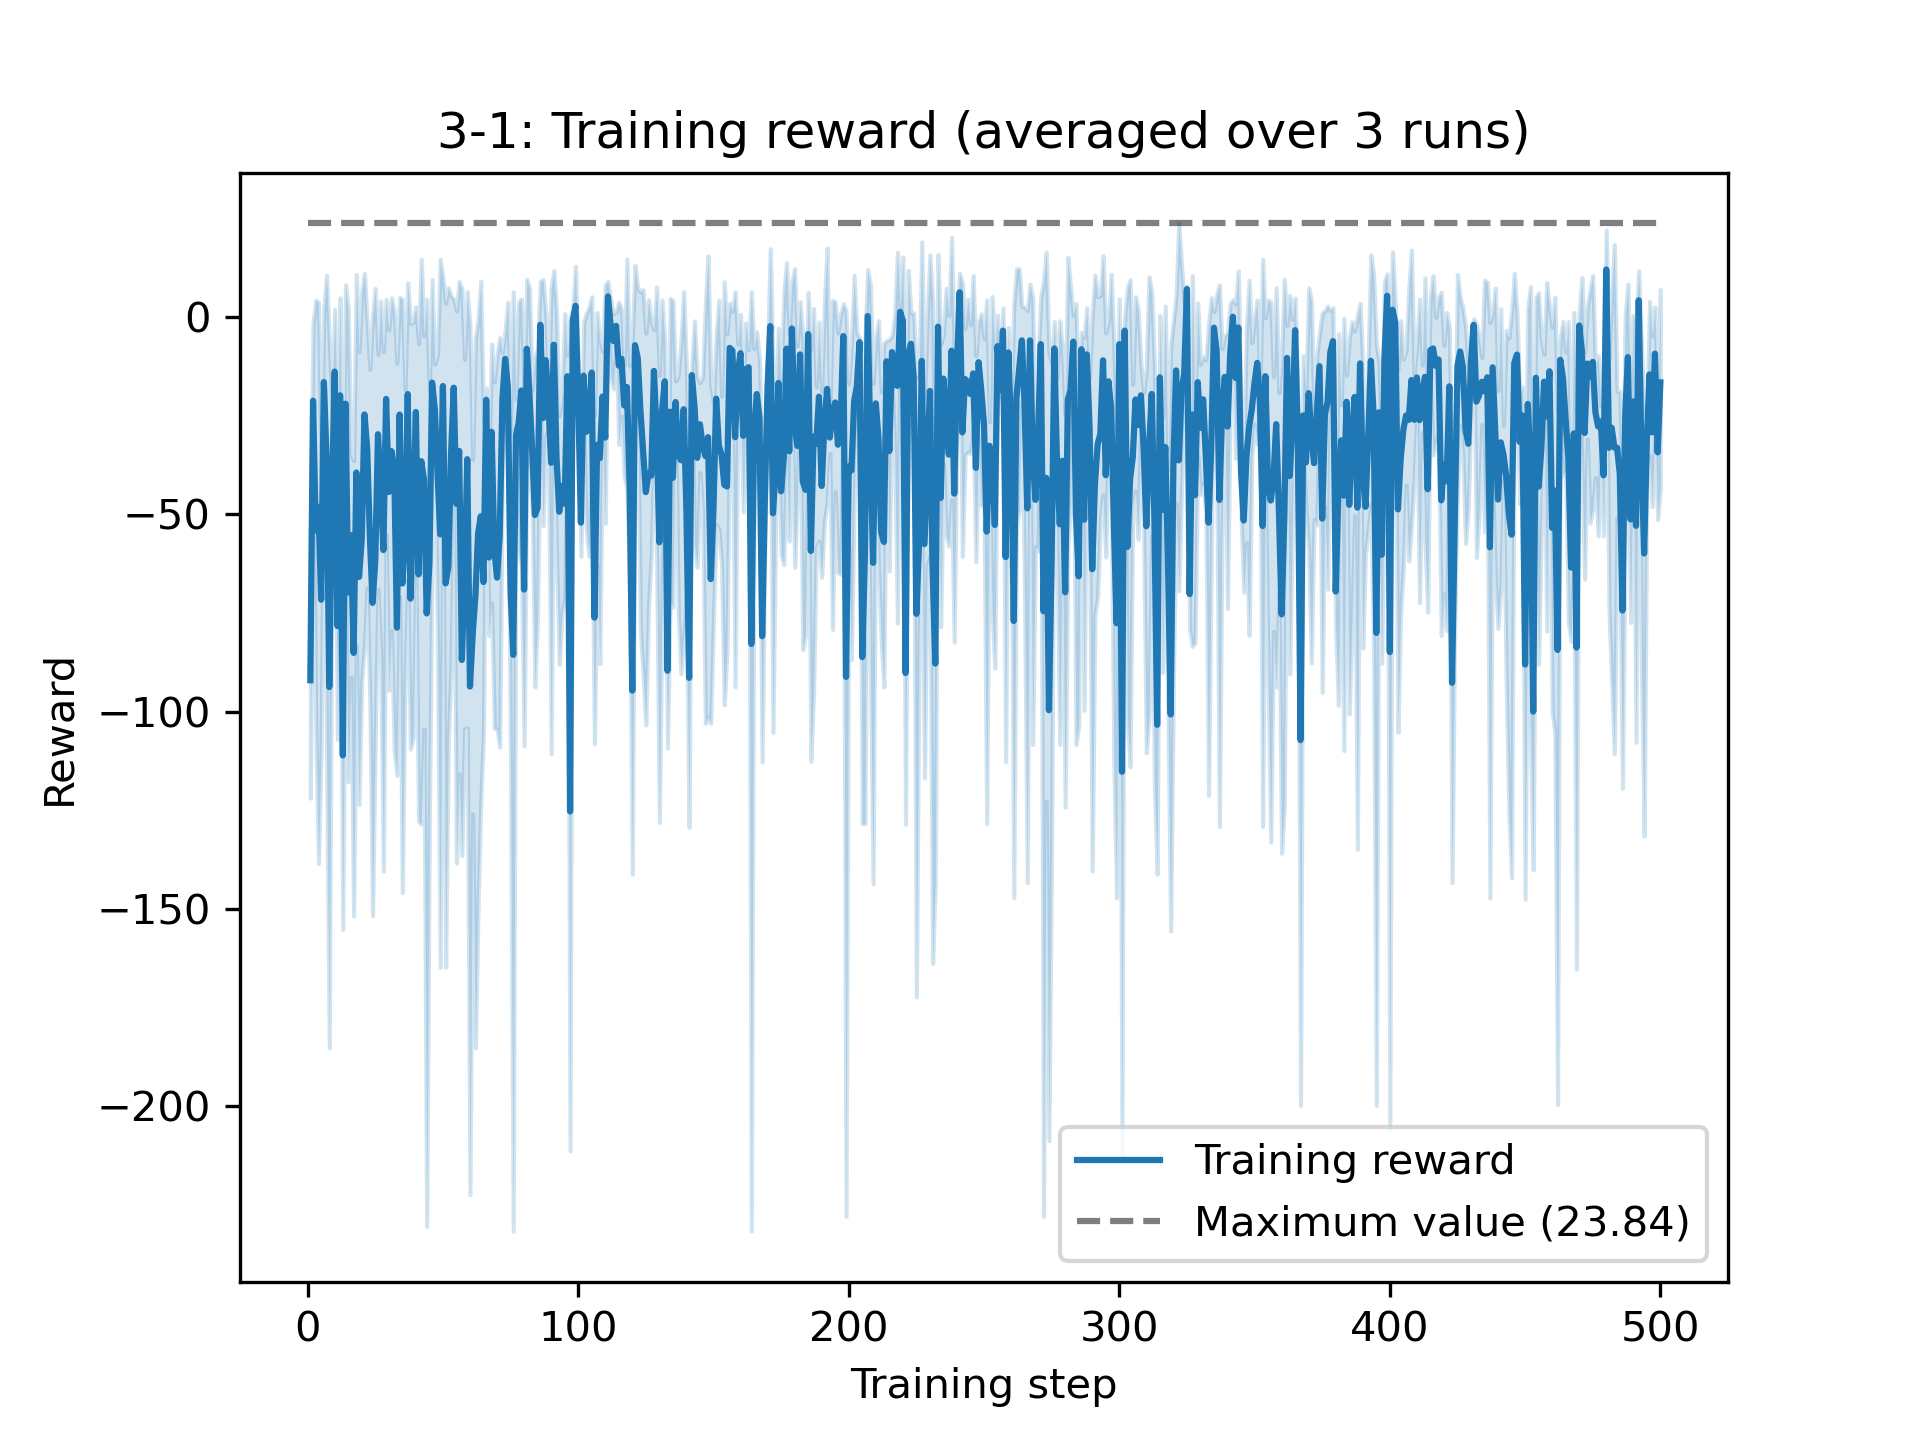 3-1: Training reward (averaged over 3 runs)
Reward
0
−50
−100
−150
−200
Training reward
Maximum value (23.84)
0 100 200 300 400 500
Training step